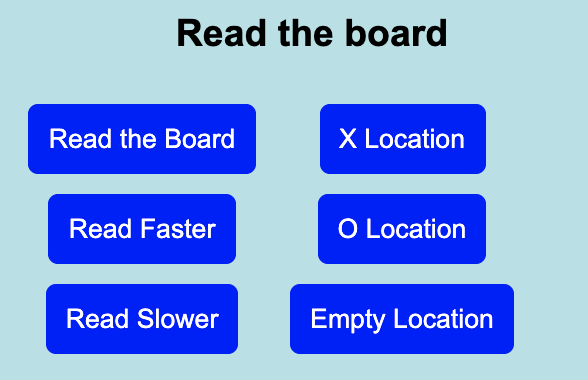 Read the board
Read the Board
X Location
Read Faster
O Location
Read Slower
Empty Location